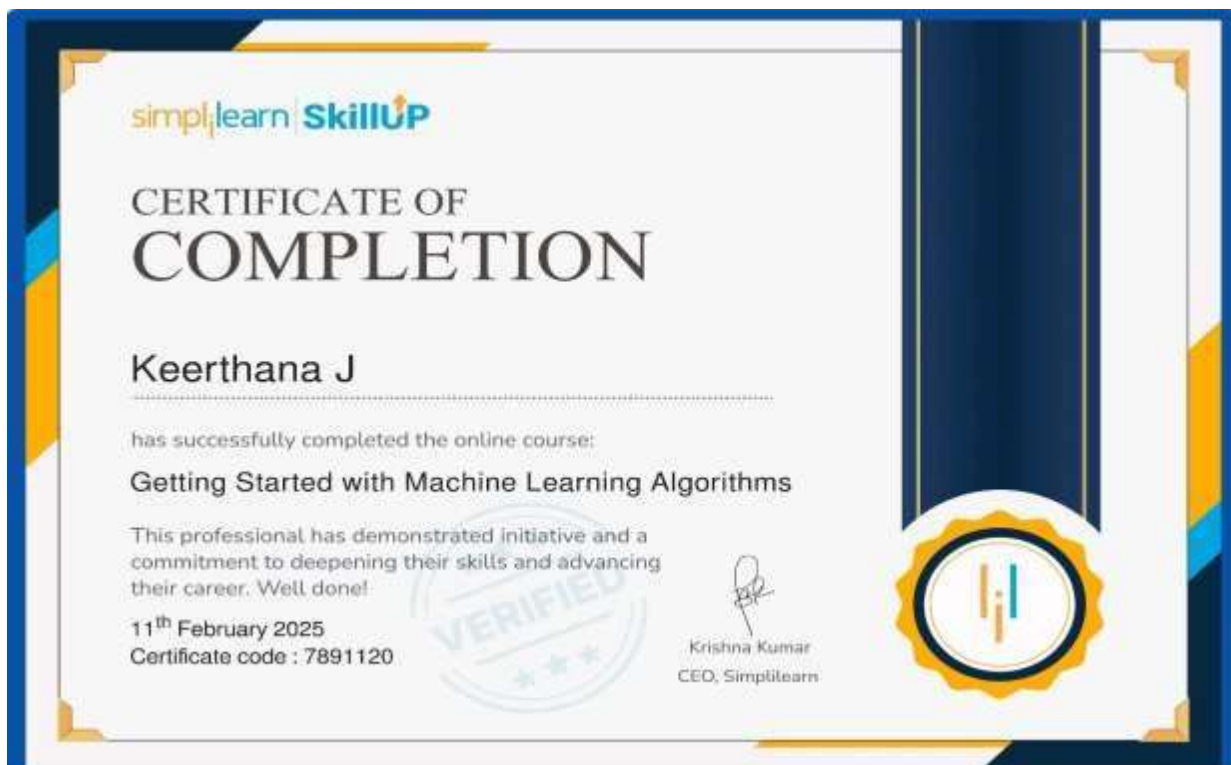 simplilearn | SkillUP
CERTIFICATE OF
COMPLETION
Keerthana J
has successfully completed the online course:
Getting Started with Machine Learning Algorithms
This professional has demonstrated initiative and a
commitment to deepening their skills and advancing
their career. Well done!
VERIFIED
11th February 2025
Certificate code : 7891120
Krishna Kumar
CEO, Simplilearn